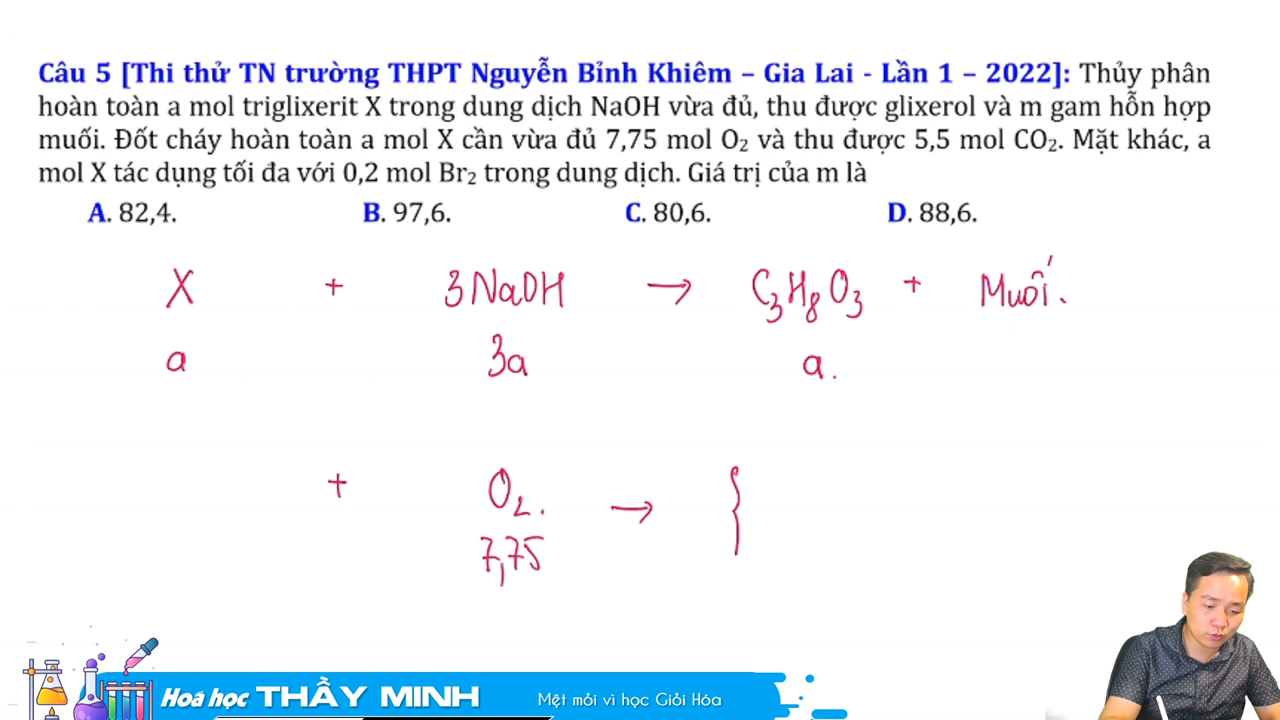 Câu 5 [Thi thử TN trường THPT Nguyễn Bỉnh Khiêm – Gia Lai - Lần 1 – 2022]: Thủy phân
hoàn toàn a mol triglixerit X trong dung dịch NaOH vừa đủ, thu được glixerol và m gam hỗn hợp
muối. Đốt cháy hoàn toàn a mol X cần vừa đủ 7,75 mol O₂ và thu được 5,5 mol CO₂. Mặt khác, a
mol X tác dụng tối đa với 0,2 mol Br₂ trong dung dịch. Giá trị của m là
A. 82,4. B. 97,6. C. 80,6. D. 88,6.
X + 3NaOH → C₃H₈O₃ + Muối.
a 3a a.
+ O₂. → {
7,75
Hoá học THẦY MINH Mệt mỏi vì học Giỏi Hóa